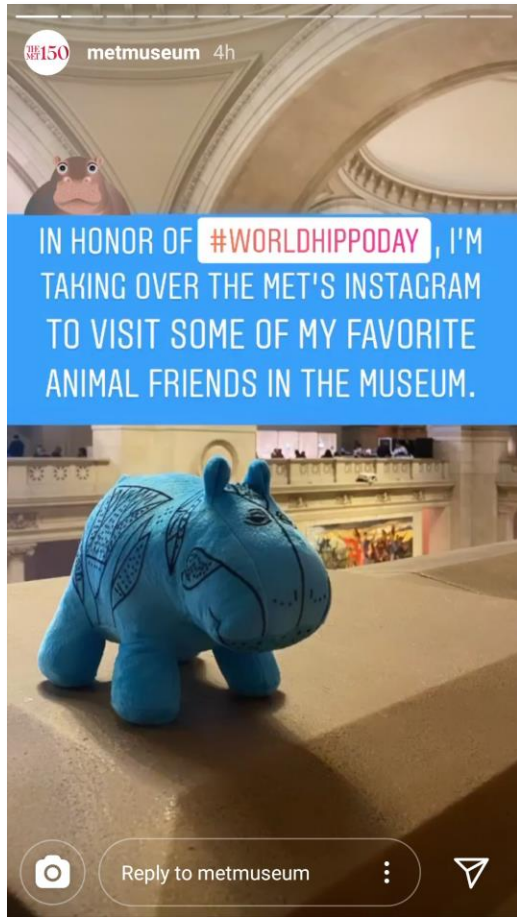 THE MET 150 metmuseum 4h
IN HONOR OF #WORLDHIPPODAY, I'M
TAKING OVER THE MET'S INSTAGRAM
TO VISIT SOME OF MY FAVORITE
ANIMAL FRIENDS IN THE MUSEUM.
Reply to metmuseum